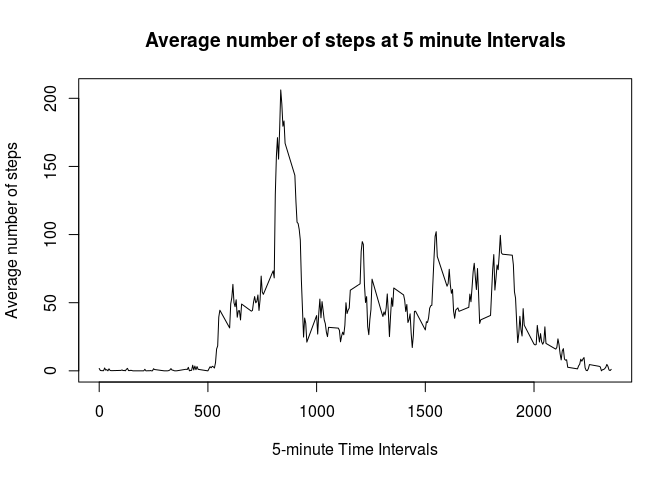 Average number of steps at 5 minute Intervals
Average number of steps
200
150
100
50
0
0 500 1000 1500 2000
5-minute Time Intervals